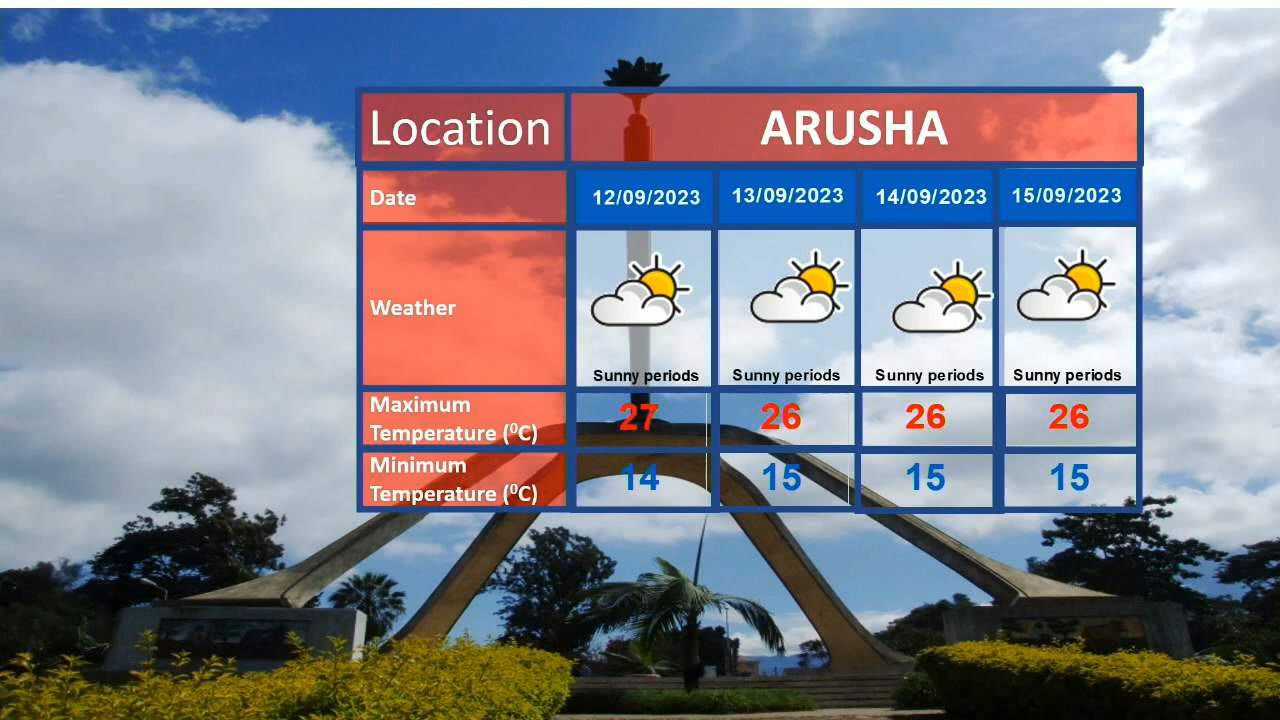 Location ARUSHA
Date 12/09/2023 13/09/2023 14/09/2023 15/09/2023
Weather Sunny periods Sunny periods Sunny periods Sunny periods
Maximum
Temperature (⁰C) 27 26 26 26
Minimum
Temperature (⁰C) 14 15 15 15